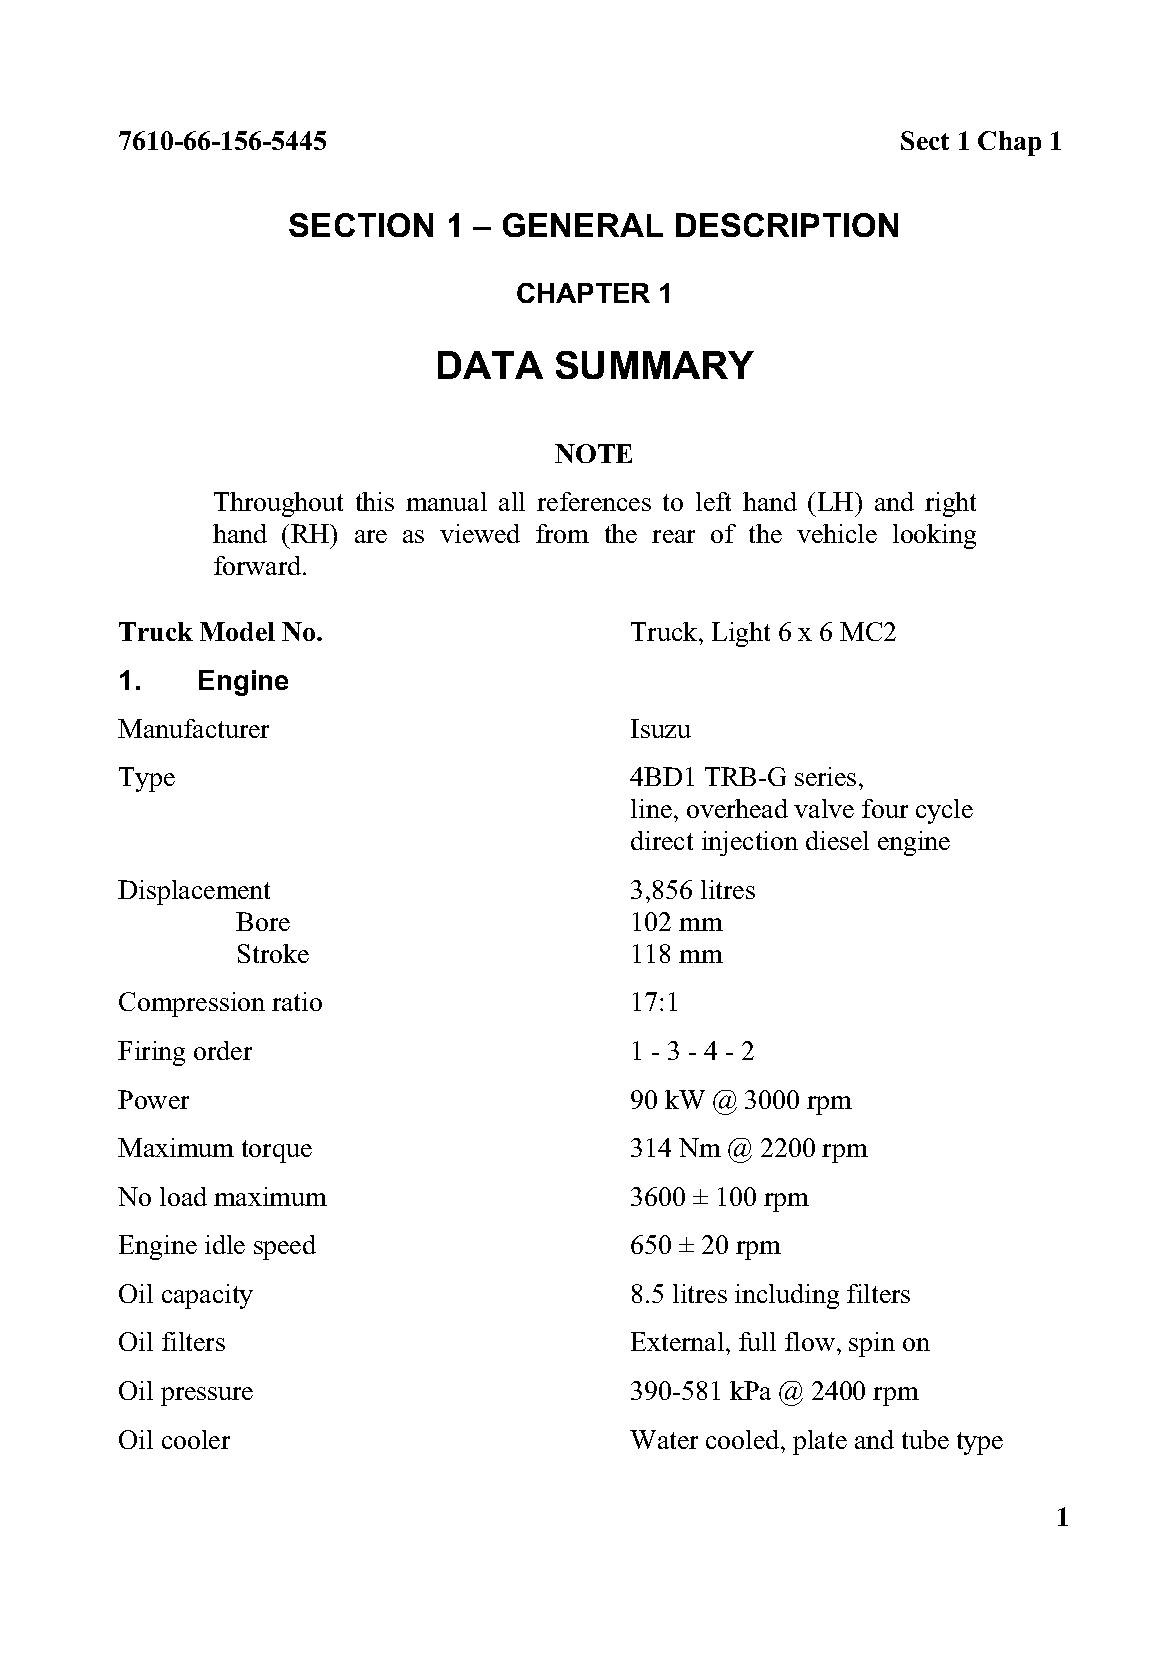 7610-66-156-5445 Sect 1 Chap 1
SECTION 1 – GENERAL DESCRIPTION
CHAPTER 1
DATA SUMMARY
NOTE
Throughout this manual all references to left hand (LH) and right
hand (RH) are as viewed from the rear of the vehicle looking
forward.
Truck Model No. Truck, Light 6 x 6 MC2
1. Engine
Manufacturer Isuzu
Type 4BD1 TRB-G series,
line, overhead valve four cycle
direct injection diesel engine
Displacement 3,856 litres
Bore 102 mm
Stroke 118 mm
Compression ratio 17:1
Firing order 1 - 3 - 4 - 2
Power 90 kW @ 3000 rpm
Maximum torque 314 Nm @ 2200 rpm
No load maximum 3600 ± 100 rpm
Engine idle speed 650 ± 20 rpm
Oil capacity 8.5 litres including filters
Oil filters External, full flow, spin on
Oil pressure 390-581 kPa @ 2400 rpm
Oil cooler Water cooled, plate and tube type
1